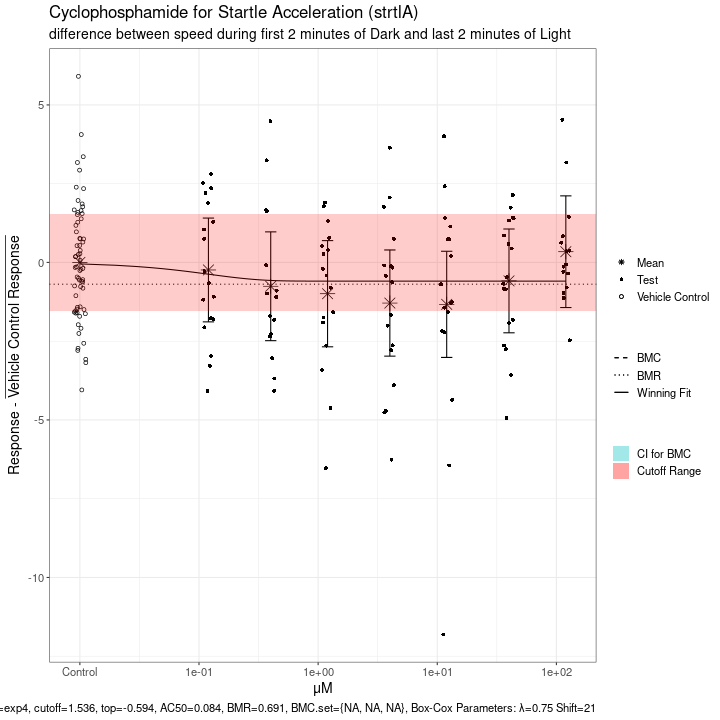 Cyclophosphamide for Startle Acceleration (strtlA)
difference between speed during first 2 minutes of Dark and last 2 minutes of Light
Response - Vehicle Control Response
5
0
-5
-10
Control
1e-01
1e+00
1e+01
1e+02
μM
Mean
Test
Vehicle Control
BMC
BMR
Winning Fit
CI for BMC
Cutoff Range
=exp4, cutoff=1.536, top=-0.594, AC50=0.084, BMR=0.691, BMC.set={NA, NA, NA}, Box-Cox Parameters: λ=0.75 Shift=21